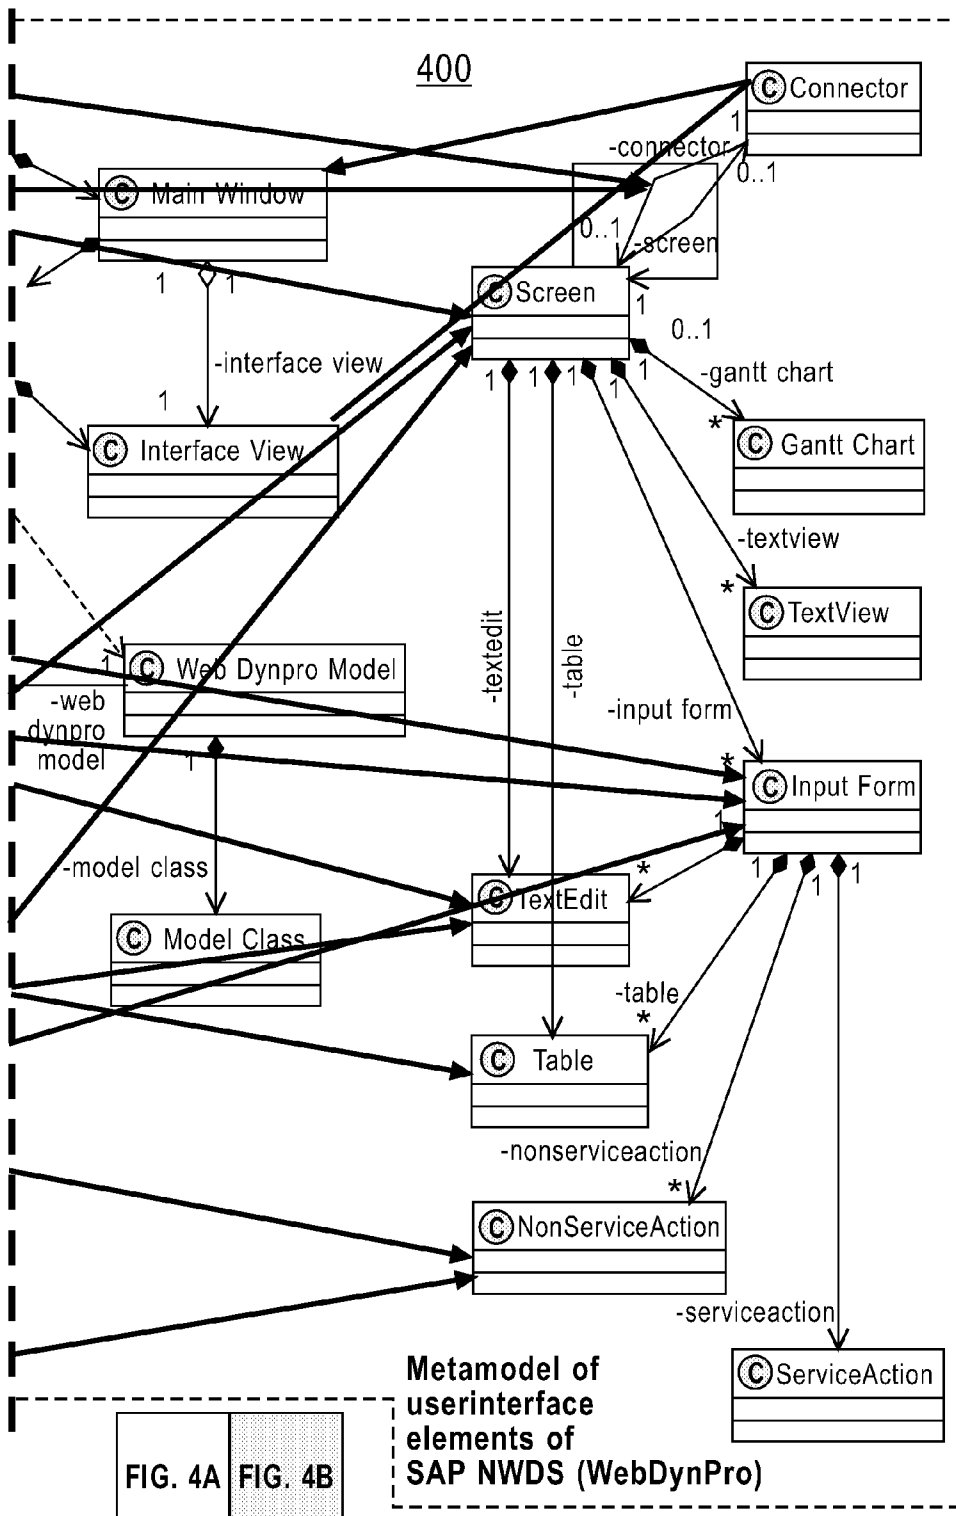 400
C Connector
1
-connector
0..1
C Main Window
0..1
-screen
1
1
C Screen
1
0..1
-interface view
1
1
1
1
1
1
-gantt chart
*
C Interface View
C Gantt Chart
-textview
*
C TextView
-textedit
-table
1
C Web Dynpro Model
-web
dynpro
model
-input form
1
*
C Input Form
1
-model class
1
1
1
*
C TextEdit
C Model Class
-table
*
C Table
-nonserviceaction
*
C NonServiceAction
-serviceaction
C ServiceAction
Metamodel of
userinterface
elements of
SAP NWDS (WebDynPro)
FIG. 4A FIG. 4B